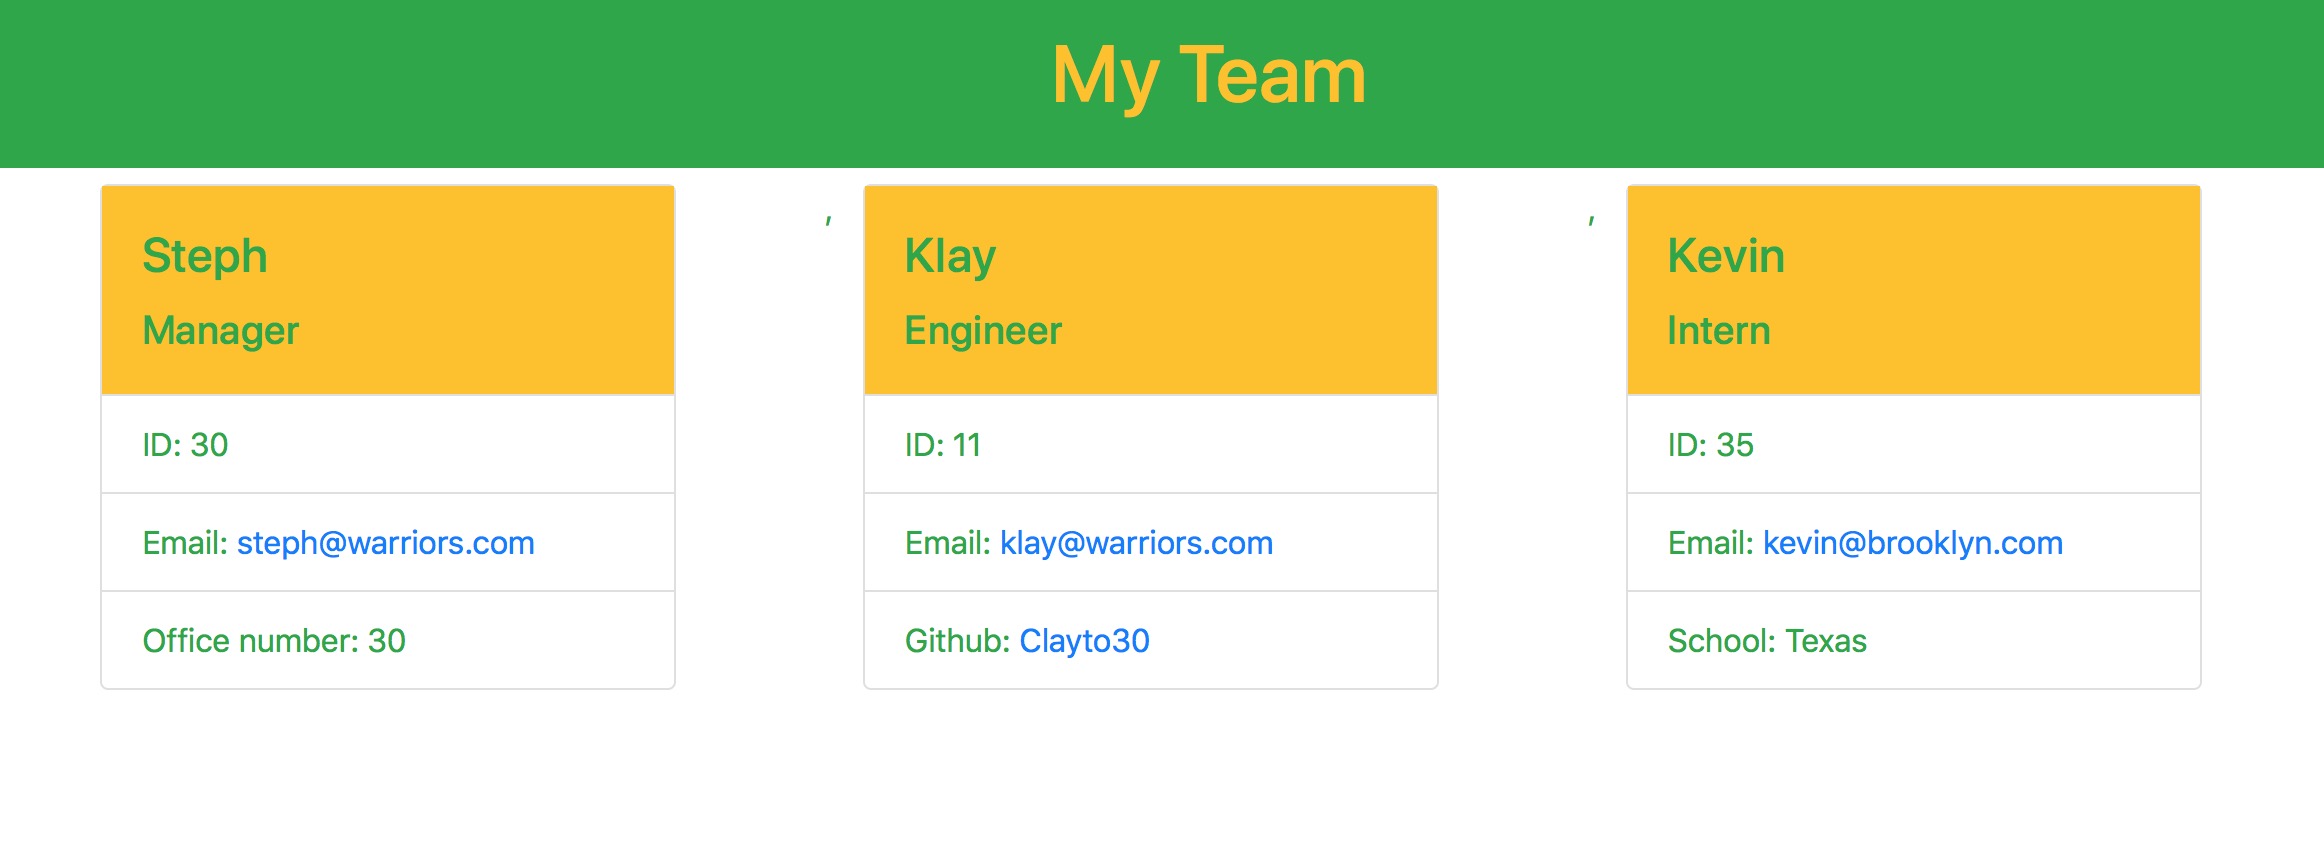 My Team
Steph
Manager
ID: 30
Email: steph@warriors.com
Office number: 30
,
Klay
Engineer
ID: 11
Email: klay@warriors.com
Github: Clayto30
,
Kevin
Intern
ID: 35
Email: kevin@brooklyn.com
School: Texas